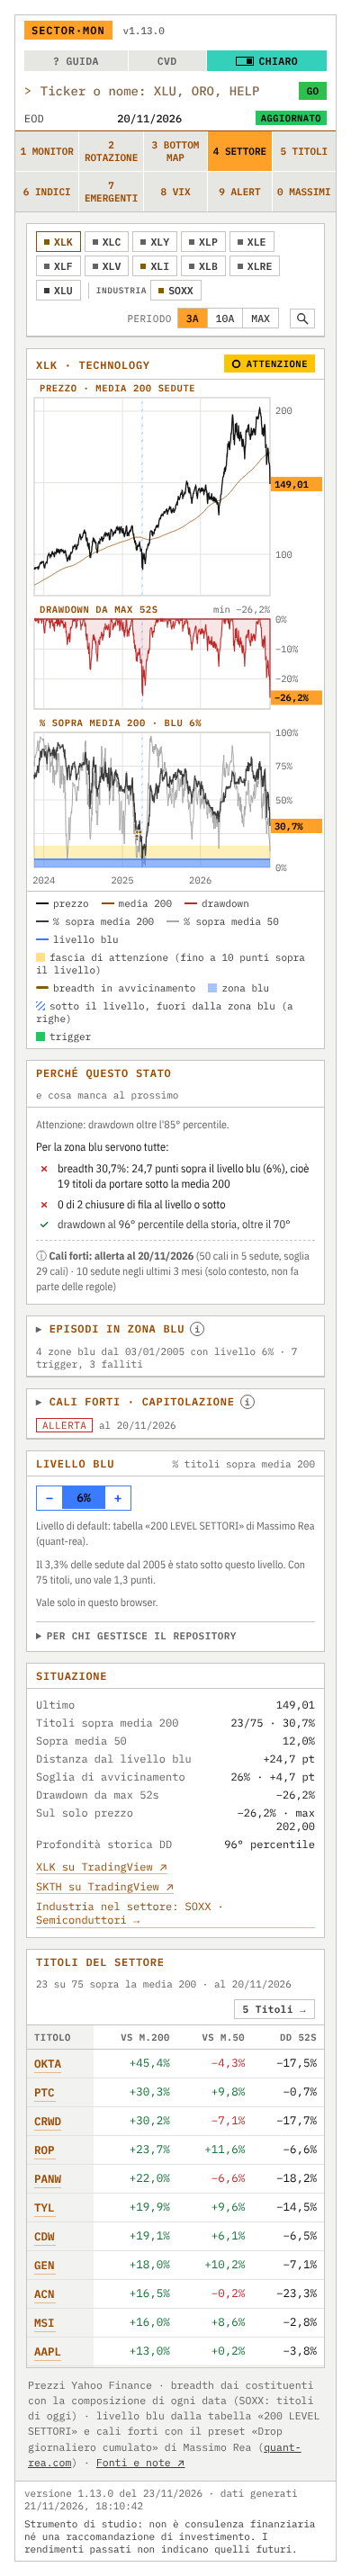 SECTOR·MON v1.13.0
? GUIDA CVD CHIARO
> Ticker o nome: XLU, ORO, HELP GO
EOD 20/11/2026 AGGIORNATO
1 MONITOR 2 ROTAZIONE 3 BOTTOM MAP 4 SETTORE 5 TITOLI
6 INDICI 7 EMERGENTI 8 VIX 9 ALERT 0 MASSIMI
XLK XLC XLY XLP XLE
XLF XLV XLI XLB XLRE
XLU INDUSTRIA SOXX
PERIODO 3A 10A MAX
XLK · TECHNOLOGY ATTENZIONE
PREZZO · MEDIA 200 SEDUTE
200
149,01
100
DRAWDOWN DA MAX 52S min −26,2%
0%
−10%
−20%
−26,2%
% SOPRA MEDIA 200 · BLU 6%
100%
75%
50%
30,7%
0%
2024 2025 2026
prezzo media 200 drawdown
% sopra media 200 % sopra media 50
livello blu
fascia di attenzione (fino a 10 punti sopra
il livello)
breadth in avvicinamento zona blu
sotto il livello, fuori dalla zona blu (a
righe)
trigger
PERCHÉ QUESTO STATO
e cosa manca al prossimo
Attenzione: drawdown oltre l'85° percentile.
Per la zona blu servono tutte:
× breadth 30,7%: 24,7 punti sopra il livello blu (6%), cioè
19 titoli da portare sotto la media 200
× 0 di 2 chiusure di fila al livello o sotto
✓ drawdown al 96° percentile della storia, oltre il 70°
ⓘ Cali forti: allerta al 20/11/2026 (50 cali in 5 sedute, soglia
29 cali) · 10 sedute negli ultimi 3 mesi (solo contesto, non fa
parte delle regole)
▶ EPISODI IN ZONA BLU ⓘ
4 zone blu dal 03/01/2005 con livello 6% · 7
trigger, 3 falliti
▶ CALI FORTI · CAPITOLAZIONE ⓘ
ALLERTA al 20/11/2026
LIVELLO BLU % titoli sopra media 200
− 6% +
Livello di default: tabella «200 LEVEL SETTORI» di Massimo Rea
(quant-rea).
Il 3,3% delle sedute dal 2005 è stato sotto questo livello. Con
75 titoli, uno vale 1,3 punti.
Vale solo in questo browser.
▶ PER CHI GESTISCE IL REPOSITORY
SITUAZIONE
Ultimo 149,01
Titoli sopra media 200 23/75 · 30,7%
Sopra media 50 12,0%
Distanza dal livello blu +24,7 pt
Soglia di avvicinamento 26% · +4,7 pt
Drawdown da max 52s −26,2%
Sul solo prezzo −26,2% · max
202,00
Profondità storica DD 96° percentile
XLK su TradingView ↗
SKTH su TradingView ↗
Industria nel settore: SOXX ·
Semiconduttori →
TITOLI DEL SETTORE
23 su 75 sopra la media 200 · al 20/11/2026
5 Titoli →
TITOLO VS M.200 VS M.50 DD 52S
OKTA +45,4% −4,3% −17,5%
PTC +30,3% +9,8% −0,7%
CRWD +30,2% −7,1% −17,7%
ROP +23,7% +11,6% −6,6%
PANW +22,0% −6,6% −18,2%
TYL +19,9% +9,6% −14,5%
CDW +19,1% +6,1% −6,5%
GEN +18,0% +10,2% −7,1%
ACN +16,5% −0,2% −23,3%
MSI +16,0% +8,6% −2,8%
AAPL +13,0% +0,2% −3,8%
Prezzi Yahoo Finance · breadth dai costituenti
con la composizione di ogni data (SOXX: titoli
di oggi) · livello blu dalla tabella «200 LEVEL
SETTORI» e cali forti con il preset «Drop
giornaliero cumulato» di Massimo Rea (quant-
rea.com) · Fonti e note ↗
versione 1.13.0 del 23/11/2026 · dati generati
21/11/2026, 18:10:42
Strumento di studio: non è consulenza finanziaria
né una raccomandazione di investimento. I
rendimenti passati non indicano quelli futuri.